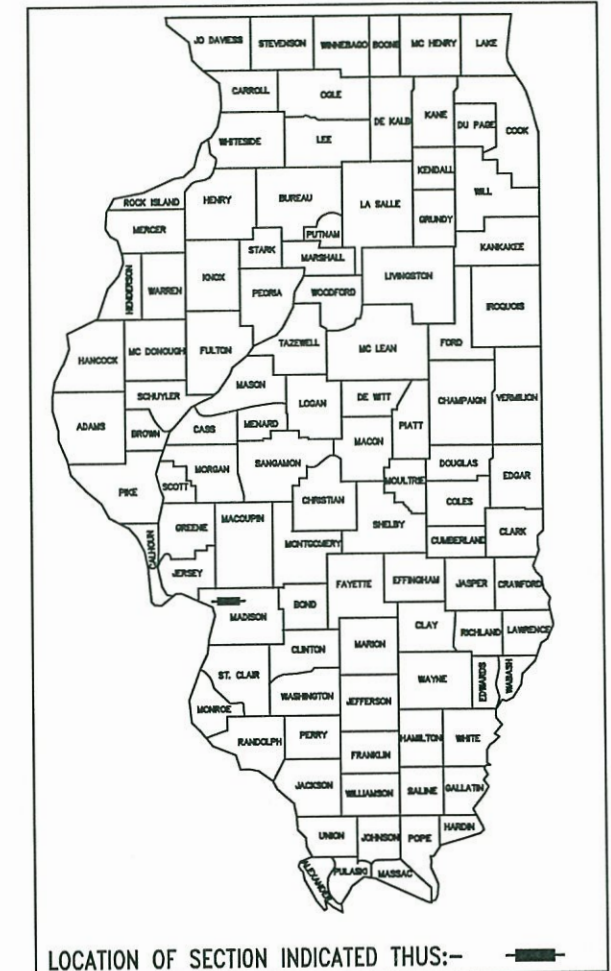 JO DAVIESS STEVENSON WINNEBAGO BOONE MC HENRY LAKE
CARROLL OGLE
DE KALB KANE DU PAGE COOK
WHITESIDE LEE
KENDALL
ROCK ISLAND HENRY BUREAU LA SALLE WILL
MERCER PUTNAM GRUNDY
STARK MARSHALL KANKAKEE
HENDERSON WARREN KNOX PEORIA WOODFORD LIVINGSTON
IROQUOIS
HANCOCK MC DONOUGH FULTON TAZEWELL MC LEAN FORD
MASON
SCHUYLER LOGAN DE WITT CHAMPAIGN VERMILION
ADAMS BROWN CASS MENARD PIATT
MACON
MORGAN SANGAMON DOUGLAS
PIKE SCOTT MOULTRIE EDGAR
CHRISTIAN COLES
GREENE MACOUPIN SHELBY
CALHOUN MONTGOMERY CUMBERLAND CLARK
JERSEY FAYETTE EFFINGHAM JASPER CRAWFORD
MADISON BOND
CLAY RICHLAND LAWRENCE
CLINTON MARION
ST. CLAIR WAYNE EDWARDS WABASH
WASHINGTON JEFFERSON
MONROE
RANDOLPH PERRY HAMILTON WHITE
FRANKLIN
JACKSON WILLIAMSON SALINE GALLATIN
UNION JOHNSON POPE HARDIN
ALEXANDER PULASKI MASSAC
LOCATION OF SECTION INDICATED THUS:-